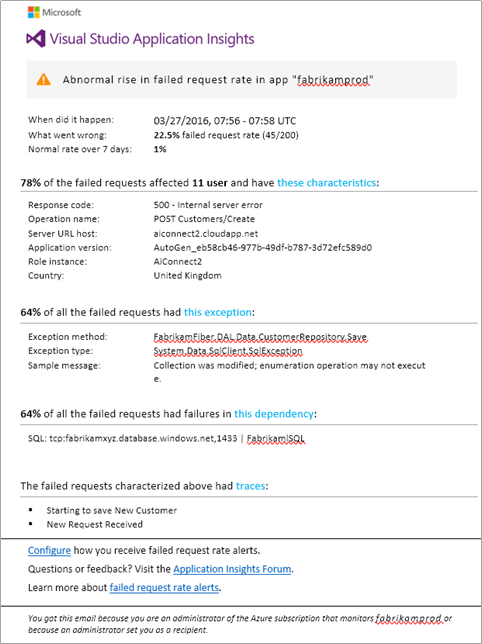 Microsoft
Visual Studio Application Insights
Abnormal rise in failed request rate in app "fabrikamprod"
When did it happen: 03/27/2016, 07:56 - 07:58 UTC
What went wrong: 22.5% failed request rate (45/200)
Normal rate over 7 days: 1%
78% of the failed requests affected 11 user and have these characteristics:
Response code: 500 - Internal server error
Operation name: POST Customers/Create
Server URL host: aiconnect2.cloudapp.net
Application version: AutoGen_eb58cb46-977b-49df-b787-3d72efc589d0
Role instance: AiConnect2
Country: United Kingdom
64% of all the failed requests had this exception:
Exception method: FabrikamFiber.DAL.Data.CustomerRepository.Save
Exception type: System.Data.SqlClient.SqlException
Sample message: Collection was modified; enumeration operation may not execut
e.
64% of all the failed requests had failures in this dependency:
SQL: tcp:fabrikamxyz.database.windows.net,1433 | Fabrikam|SQL
The failed requests characterized above had traces:
▪ Starting to save New Customer
▪ New Request Received
Configure how you receive failed request rate alerts.
Questions or feedback? Visit the Application Insights Forum.
Learn more about failed request rate alerts.
You got this email because you are an administrator of the Azure subscription that monitors fabrikamprod or
because an administrator set you as a recipient.